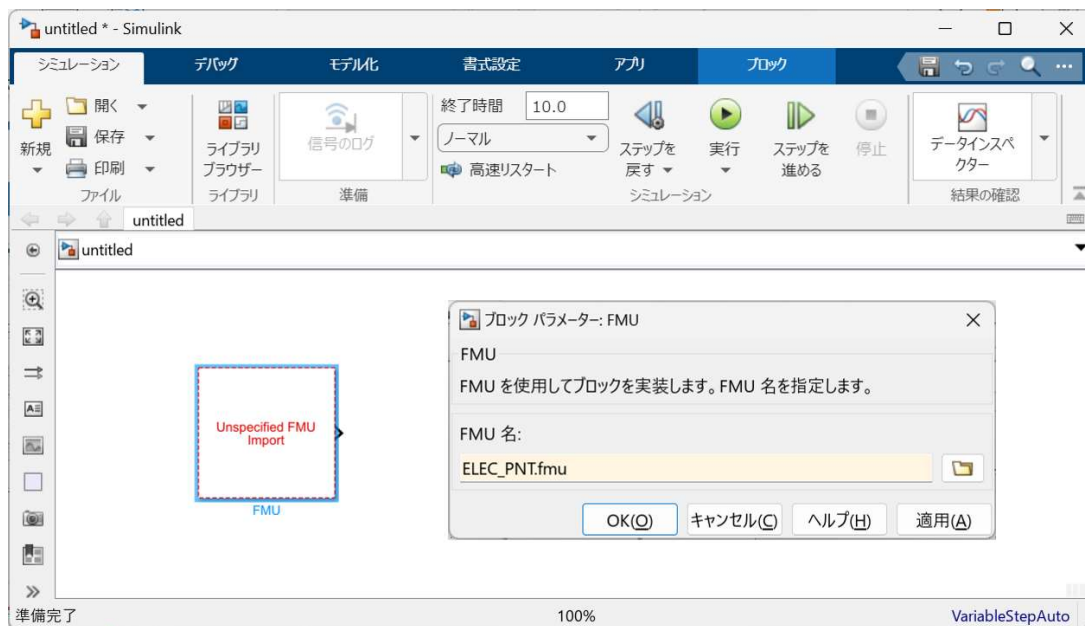 untitled * - Simulink
シミュレーション
デバッグ
モデル化
書式設定
アプリ
ブロック
新規
開く
保存
印刷
ファイル
ライブラリ
ブラウザー
ライブラリ
信号のログ
準備
終了時間 10.0
ノーマル
高速リスタート
ステップを
戻す
実行
ステップを
進める
停止
シミュレーション
データインスペ
クター
結果の確認
untitled
untitled
Unspecified FMU
Import
FMU
ブロック パラメーター: FMU
FMU
FMU を使用してブロックを実装します。FMU 名を指定します。
FMU 名:
ELEC_PNT.fmu
OK(O)
キャンセル(C)
ヘルプ(H)
適用(A)
準備完了
100%
VariableStepAuto